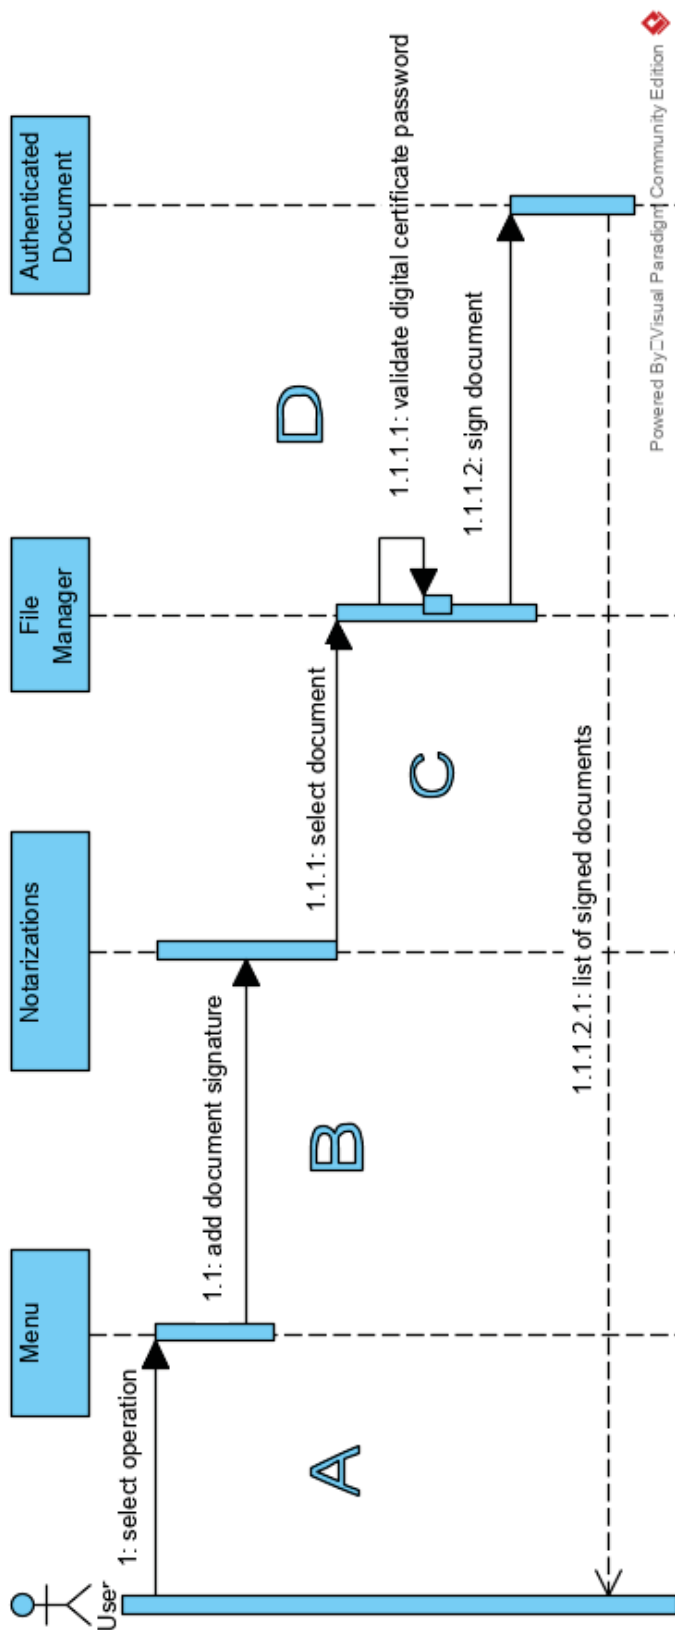 User
Menu
Notarizations
File
Manager
Authenticated
Document
1: select operation
1.1: add document signature
1.1.1: select document
1.1.1.1: validate digital certificate password
1.1.1.2: sign document
1.1.1.2.1: list of signed documents
A
B
C
D
Powered By□Visual Paradigm Community Edition